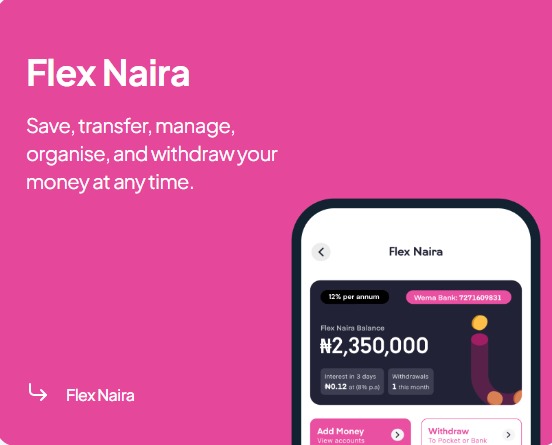 Flex Naira
Save, transfer, manage,
organise, and withdraw your
money at any time.
Flex Naira
12% per annum
Wema Bank: 7271609831
Flex Naira Balance
₦2,350,000
Interest in 3 days
₦0.12 at (8% p.a)
Withdrawals
1 this month
Add Money
View accounts
Withdraw
To Pocket or Bank
Flex Naira